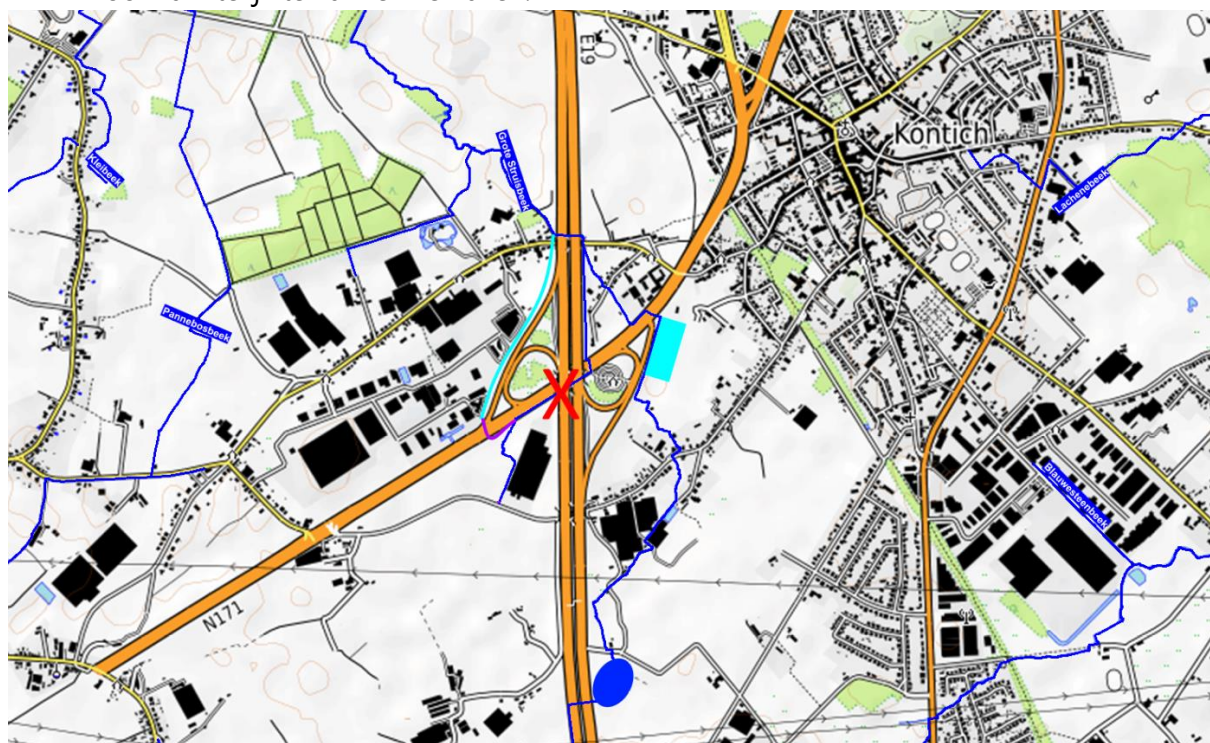 E19
Kontich
Kleibeek
Grote Struisbeek
Lachenebeek
Pannebosbeek
Blauwesteenbeek
N171
X